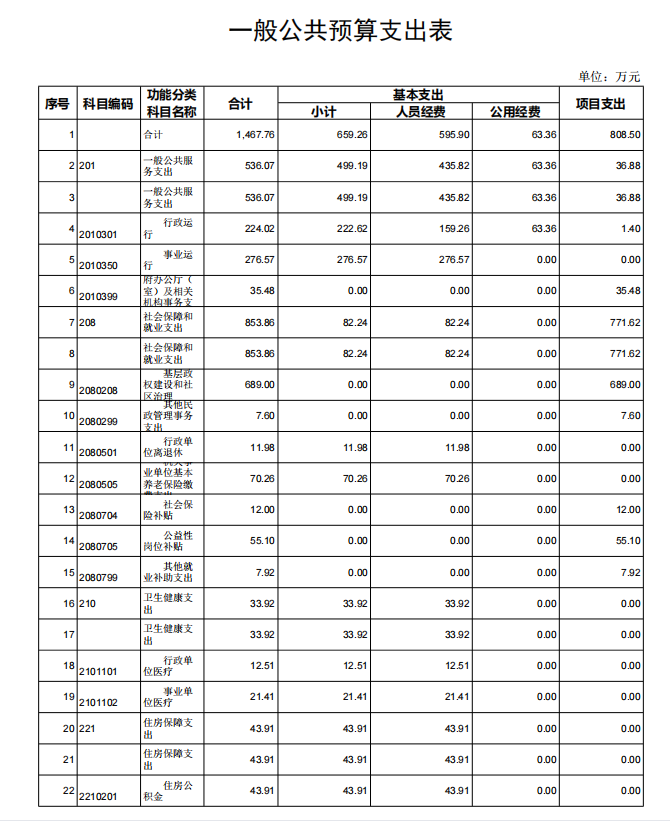 一般公共预算支出表
单位：万元
序号 科目编码 功能分类科目名称 合计 基本支出 项目支出
小计 人员经费 公用经费
1 合计 1,467.76 659.26 595.90 63.36 808.50
2 201 一般公共服务支出 536.07 499.19 435.82 63.36 36.88
3 一般公共服务支出 536.07 499.19 435.82 63.36 36.88
4 2010301 行政运行 224.02 222.62 159.26 63.36 1.40
5 2010350 事业运行 276.57 276.57 276.57 0.00 0.00
6 2010399 府办公厅（室）及相关机构事务支 35.48 0.00 0.00 0.00 35.48
7 208 社会保障和就业支出 853.86 82.24 82.24 0.00 771.62
8 社会保障和就业支出 853.86 82.24 82.24 0.00 771.62
9 2080208 基层政权建设和社区治理 689.00 0.00 0.00 0.00 689.00
10 2080299 其他民政管理事务支出 7.60 0.00 0.00 0.00 7.60
11 2080501 行政单位离退休 11.98 11.98 11.98 0.00 0.00
12 2080505 机关事业单位基本养老保险缴费支出 70.26 70.26 70.26 0.00 0.00
13 2080704 社会保险补贴 12.00 0.00 0.00 0.00 12.00
14 2080705 公益性岗位补贴 55.10 0.00 0.00 0.00 55.10
15 2080799 其他就业补助支出 7.92 0.00 0.00 0.00 7.92
16 210 卫生健康支出 33.92 33.92 33.92 0.00 0.00
17 卫生健康支出 33.92 33.92 33.92 0.00 0.00
18 2101101 行政单位医疗 12.51 12.51 12.51 0.00 0.00
19 2101102 事业单位医疗 21.41 21.41 21.41 0.00 0.00
20 221 住房保障支出 43.91 43.91 43.91 0.00 0.00
21 住房保障支出 43.91 43.91 43.91 0.00 0.00
22 2210201 住房公积金 43.91 43.91 43.91 0.00 0.00